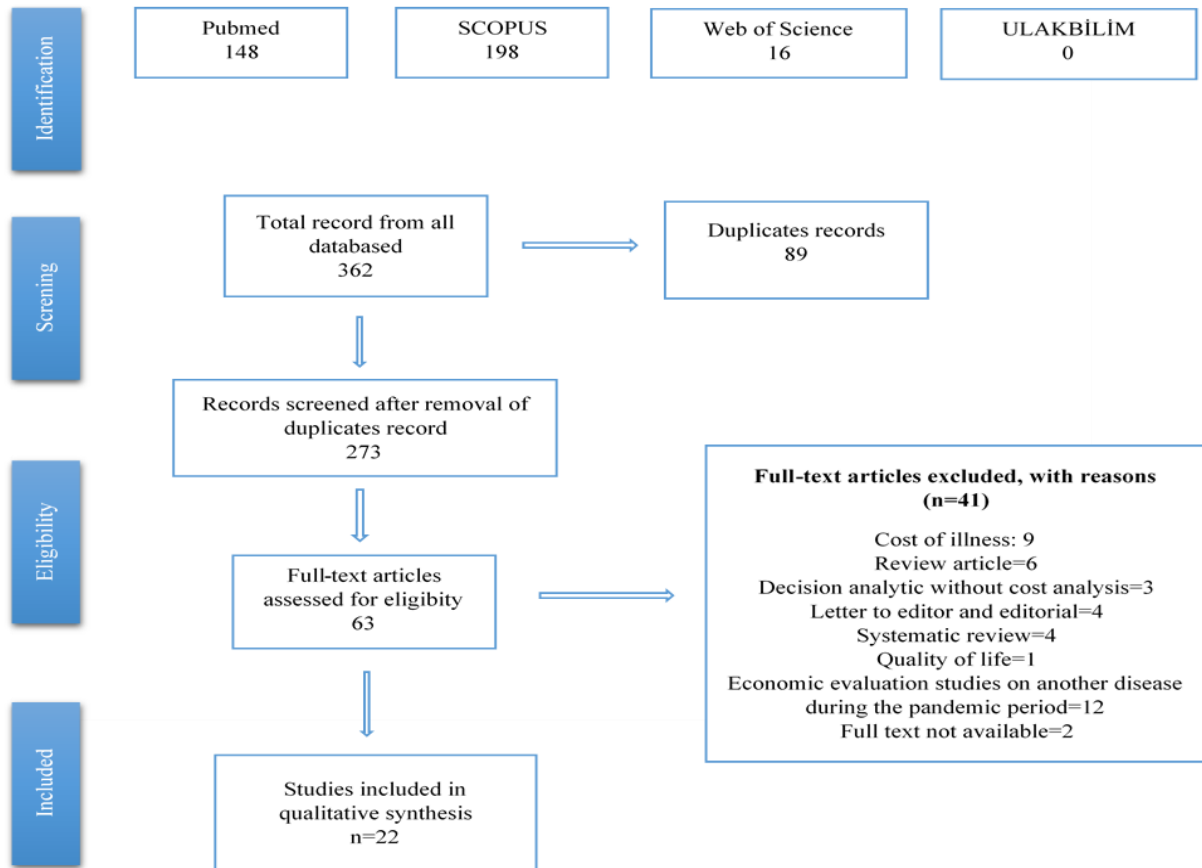 Identification
Pubmed
148
SCOPUS
198
Web of Science
16
ULAKBİLİM
0
Screning
Total record from all
databased
362
Duplicates records
89
Records screened after removal of
duplicates record
273
Eligibility
Full-text articles
assessed for eligibity
63
Full-text articles excluded, with reasons
(n=41)
Cost of illness: 9
Review article=6
Decision analytic without cost analysis=3
Letter to editor and editorial=4
Systematic review=4
Quality of life=1
Economic evaluation studies on another disease
during the pandemic period=12
Full text not available=2
Included
Studies included in
qualitative synthesis
n=22